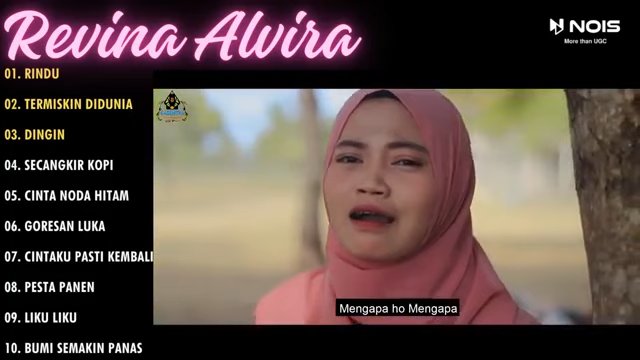 Revina Alvira
NOIS
More than UGC
01. RINDU
02. TERMISKIN DIDUNIA
03. DINGIN
04. SECANGKIR KOPI
05. CINTA NODA HITAM
06. GORESAN LUKA
07. CINTAKU PASTI KEMBALI
08. PESTA PANEN
09. LIKU LIKU
10. BUMI SEMAKIN PANAS
Mengapa ho Mengapa